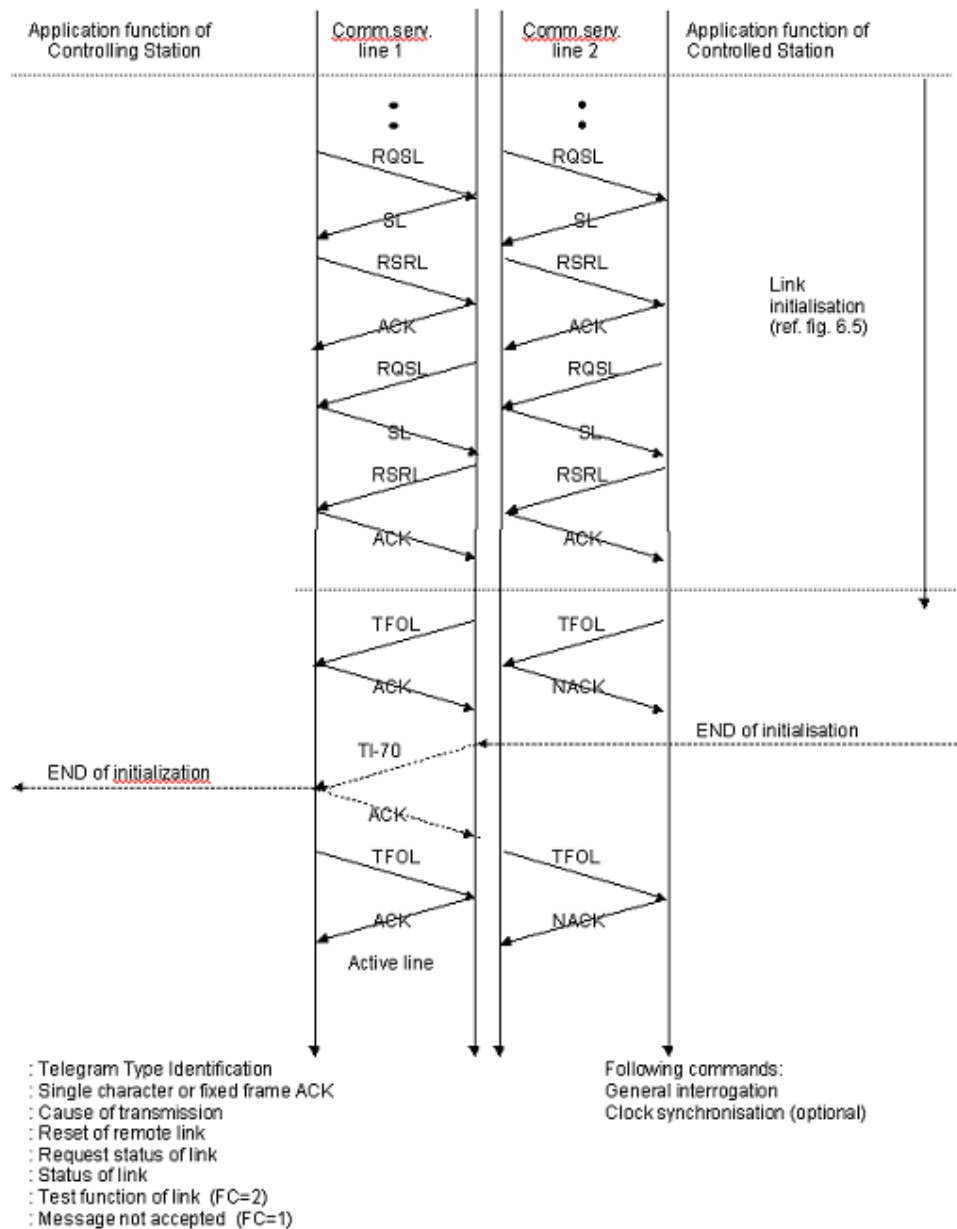 Application function of
Controlling Station
Comm.serv.
line 1
Comm.serv.
line 2
Application function of
Controlled Station
RQSL
RQSL
SL
SL
RSRL
RSRL
Link
initialisation
(ref. fig. 6.5)
ACK
ACK
RQSL
RQSL
SL
SL
RSRL
RSRL
ACK
ACK
TFOL
TFOL
ACK
NACK
END of initialisation
TI-70
END of initialization
ACK
TFOL
TFOL
ACK
NACK
Active line
: Telegram Type Identification
: Single character or fixed frame ACK
: Cause of transmission
: Reset of remote link
: Request status of link
: Status of link
: Test function of link (FC=2)
: Message not accepted (FC=1)
Following commands:
General interrogation
Clock synchronisation (optional)